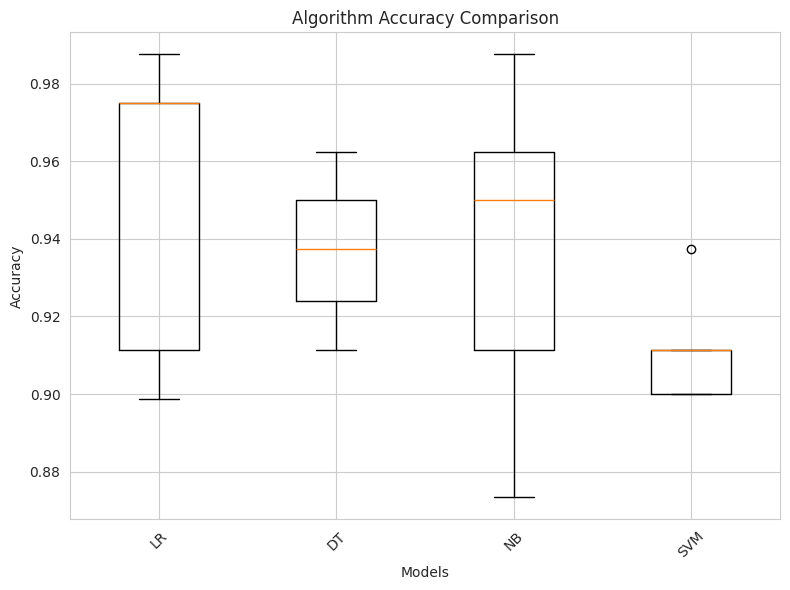 Algorithm Accuracy Comparison
0.98
0.96
0.94
0.92
0.90
0.88
Accuracy
LR
DT
NB
SVM
Models